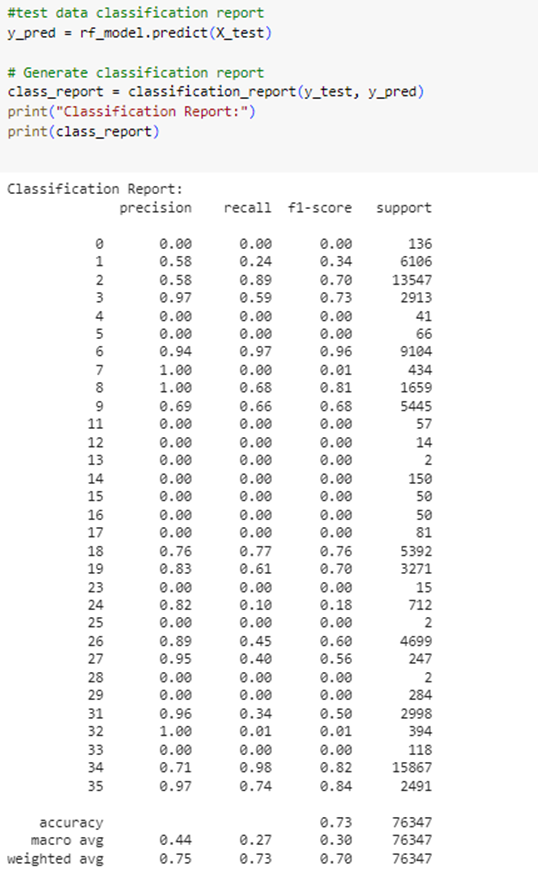 #test data classification report
y_pred = rf_model.predict(X_test)
# Generate classification report
class_report = classification_report(y_test, y_pred)
print("Classification Report:")
print(class_report)
Classification Report:
precision recall f1-score support
0 0.00 0.00 0.00 136
1 0.58 0.24 0.34 6106
2 0.58 0.89 0.70 13547
3 0.97 0.59 0.73 2913
4 0.00 0.00 0.00 41
5 0.00 0.00 0.00 66
6 0.94 0.97 0.96 9104
7 1.00 0.00 0.01 434
8 1.00 0.68 0.81 1659
9 0.69 0.66 0.68 5445
11 0.00 0.00 0.00 57
12 0.00 0.00 0.00 14
13 0.00 0.00 0.00 2
14 0.00 0.00 0.00 150
15 0.00 0.00 0.00 50
16 0.00 0.00 0.00 50
17 0.00 0.00 0.00 81
18 0.76 0.77 0.76 5392
19 0.83 0.61 0.70 3271
23 0.00 0.00 0.00 15
24 0.82 0.10 0.18 712
25 0.00 0.00 0.00 2
26 0.89 0.45 0.60 4699
27 0.95 0.40 0.56 247
28 0.00 0.00 0.00 2
29 0.00 0.00 0.00 284
31 0.96 0.34 0.50 2998
32 1.00 0.01 0.01 394
33 0.00 0.00 0.00 118
34 0.71 0.98 0.82 15867
35 0.97 0.74 0.84 2491
accuracy 0.73 76347
macro avg 0.44 0.27 0.30 76347
weighted avg 0.75 0.73 0.70 76347